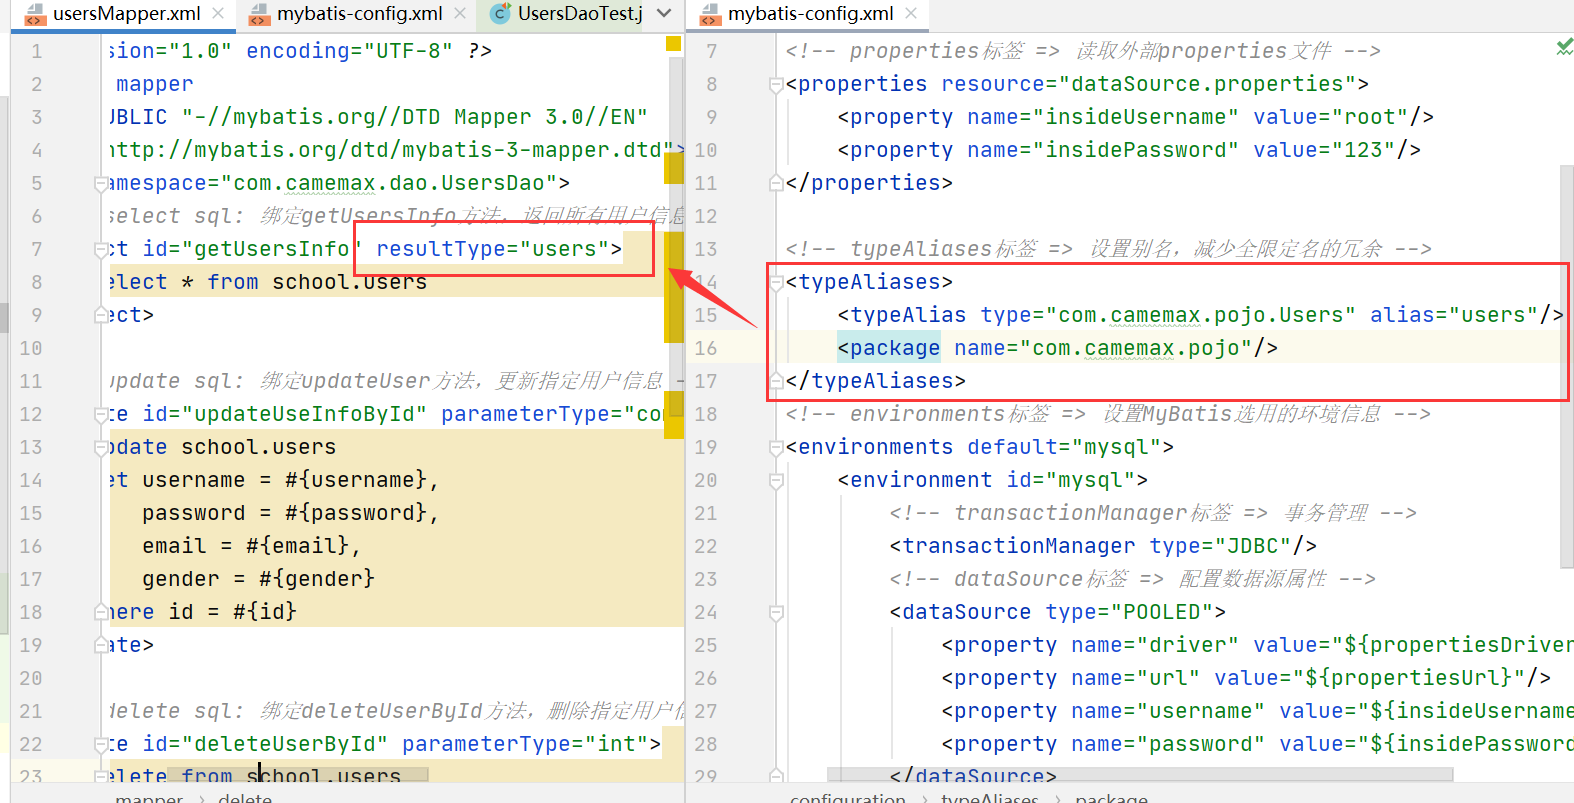 usersMapper.xml
mybatis-config.xml
UsersDaoTest.j
1 sion="1.0" encoding="UTF-8" ?>
2 mapper
3 UBLIC "-//mybatis.org//DTD Mapper 3.0//EN"
4 http://mybatis.org/dtd/mybatis-3-mapper.dtd">
5 amespace="com.camemax.dao.UsersDao">
6 select sql: 绑定getUsersInfo方法，返回所有用户信息
7 ct id="getUsersInfo" resultType="users">
8 elect * from school.users
9 ect>
10
11 update sql: 绑定updateUser方法，更新指定用户信息 -
12 te id="updateUseInfoById" parameterType="co
13 pdate school.users
14 et username = #{username},
15 password = #{password},
16 email = #{email},
17 gender = #{gender}
18 here id = #{id}
19 ate>
20
21 delete sql: 绑定deleteUserById方法，删除指定用户信
22 te id="deleteUserById" parameterType="int">
23 elete from school.users
mapper › delete
mybatis-config.xml
7 <!-- properties标签 => 读取外部properties文件 -->
8 <properties resource="dataSource.properties">
9 <property name="insideUsername" value="root"/>
10 <property name="insidePassword" value="123"/>
11 </properties>
12
13 <!-- typeAliases标签 => 设置别名，减少全限定名的冗余 -->
14 <typeAliases>
15 <typeAlias type="com.camemax.pojo.Users" alias="users"/>
16 <package name="com.camemax.pojo"/>
17 </typeAliases>
18 <!-- environments标签 => 设置MyBatis选用的环境信息 -->
19 <environments default="mysql">
20 <environment id="mysql">
21 <!-- transactionManager标签 => 事务管理 -->
22 <transactionManager type="JDBC"/>
23 <!-- dataSource标签 => 配置数据源属性 -->
24 <dataSource type="POOLED">
25 <property name="driver" value="${propertiesDriver
26 <property name="url" value="${propertiesUrl}"/>
27 <property name="username" value="${insideUsername
28 <property name="password" value="${insidePassword
29 </dataSource>
configuration › typeAliases › package